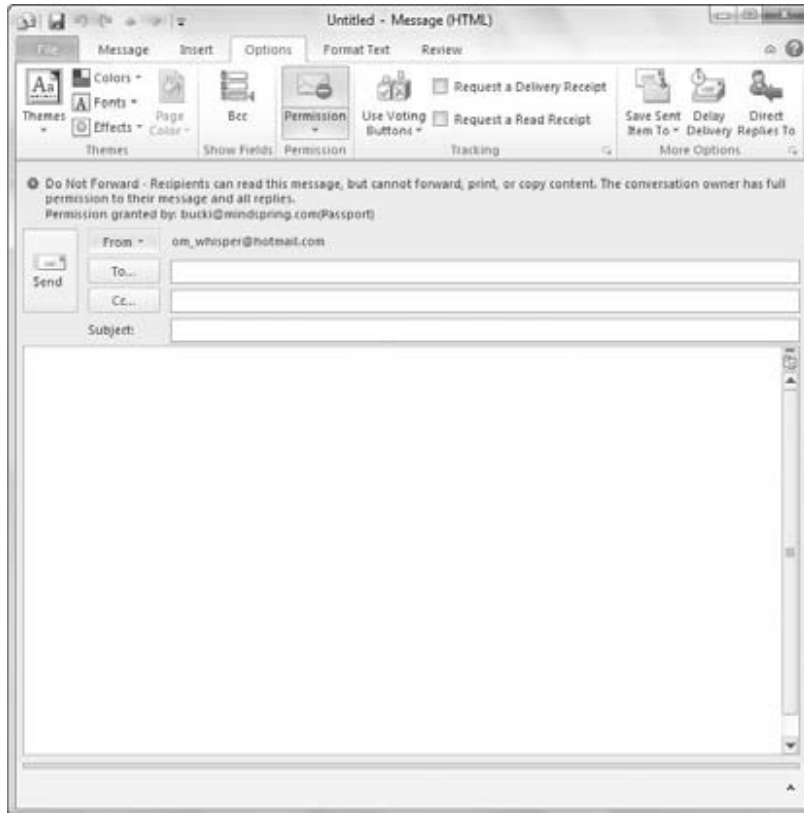 Untitled - Message (HTML)
File Message Insert Options Format Text Review
Aa Colors
A Fonts
Themes Effects Page Color
Bcc
Permission
Use Voting Buttons
Request a Delivery Receipt
Request a Read Receipt
Save Sent Item To Delay Delivery Direct Replies To
Themes Show Fields Permission Tracking More Options
Do Not Forward - Recipients can read this message, but cannot forward, print, or copy content. The conversation owner has full
permission to their message and all replies.
Permission granted by: bucki@mindspring.com(Passport)
From om_whisper@hotmail.com
Send
To...
Cc...
Subject: